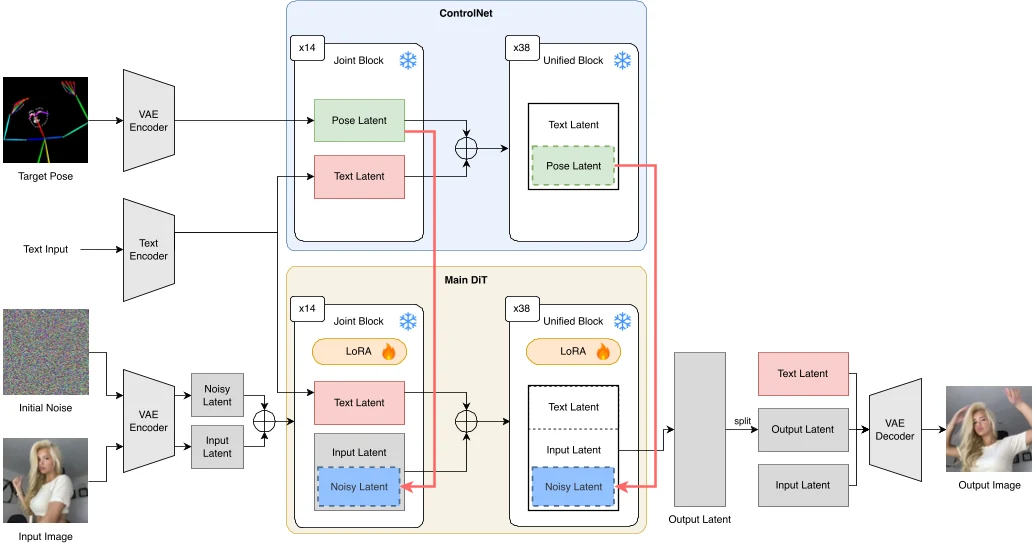 ControlNet
x14
Joint Block
x38
Unified Block
VAE
Encoder
Pose Latent
Text Latent
Text Latent
Pose Latent
Target Pose
Text Input
Text
Encoder
Main DiT
x14
Joint Block
x38
Unified Block
LoRA
LoRA
Initial Noise
VAE
Encoder
Noisy
Latent
Input
Latent
Text Latent
Input Latent
Noisy Latent
Text Latent
Input Latent
Noisy Latent
Output Latent
split
Text Latent
Output Latent
Input Latent
VAE
Decoder
Output Image
Input Image